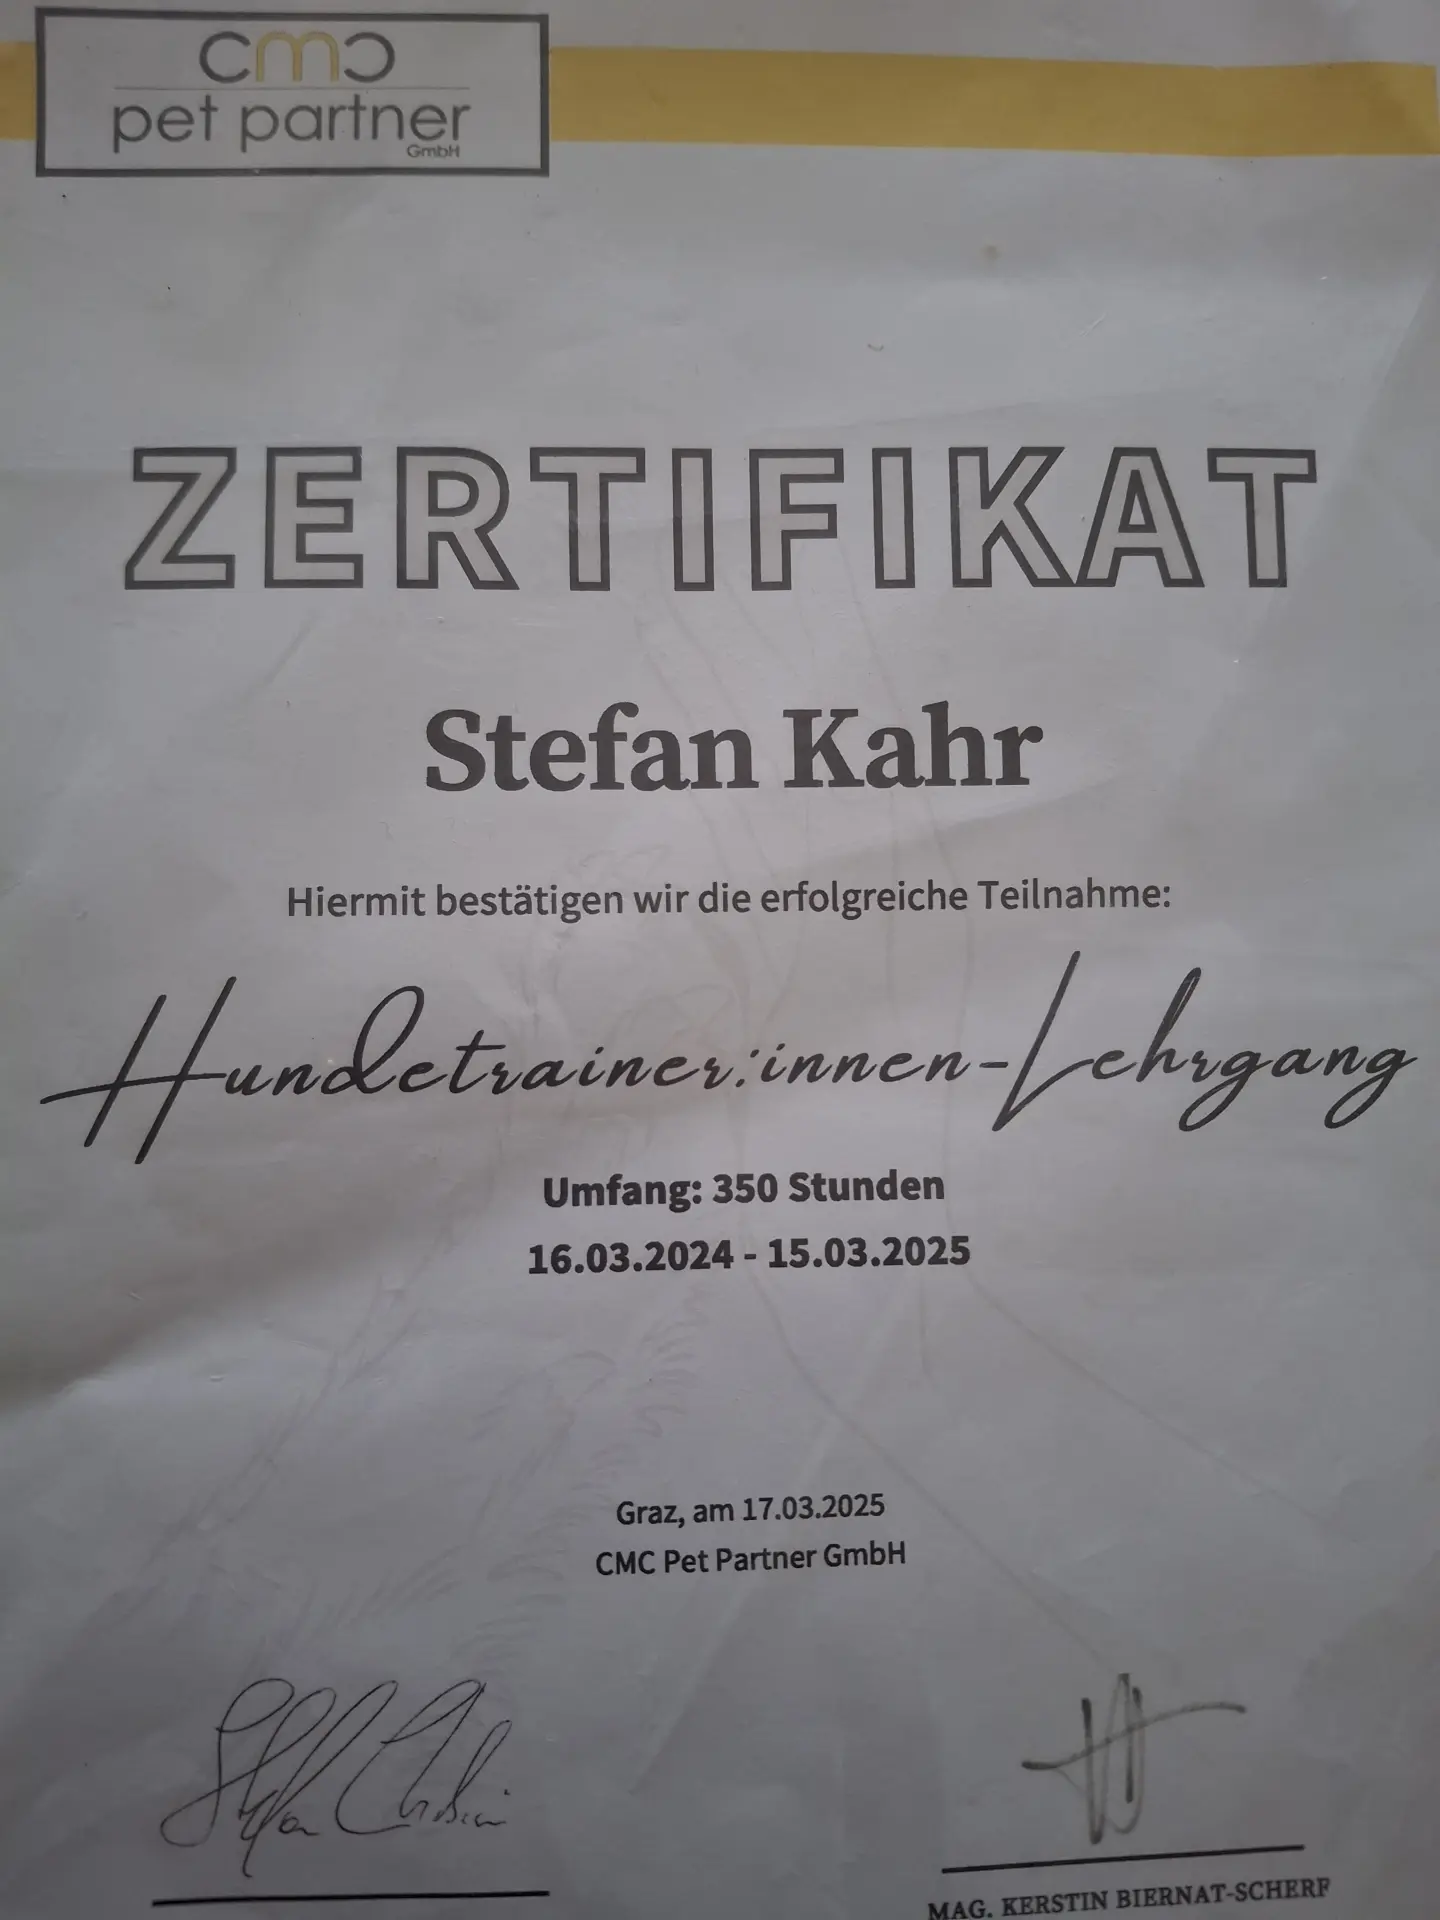 cmc
pet partner
GmbH
ZERTIFIKAT
Stefan Kahr
Hiermit bestätigen wir die erfolgreiche Teilnahme:
Hundetrainer:innen-Lehrgang
Umfang: 350 Stunden
16.03.2024 - 15.03.2025
Graz, am 17.03.2025
CMC Pet Partner GmbH
MAG. KERSTIN BIERNAT-SCHERF